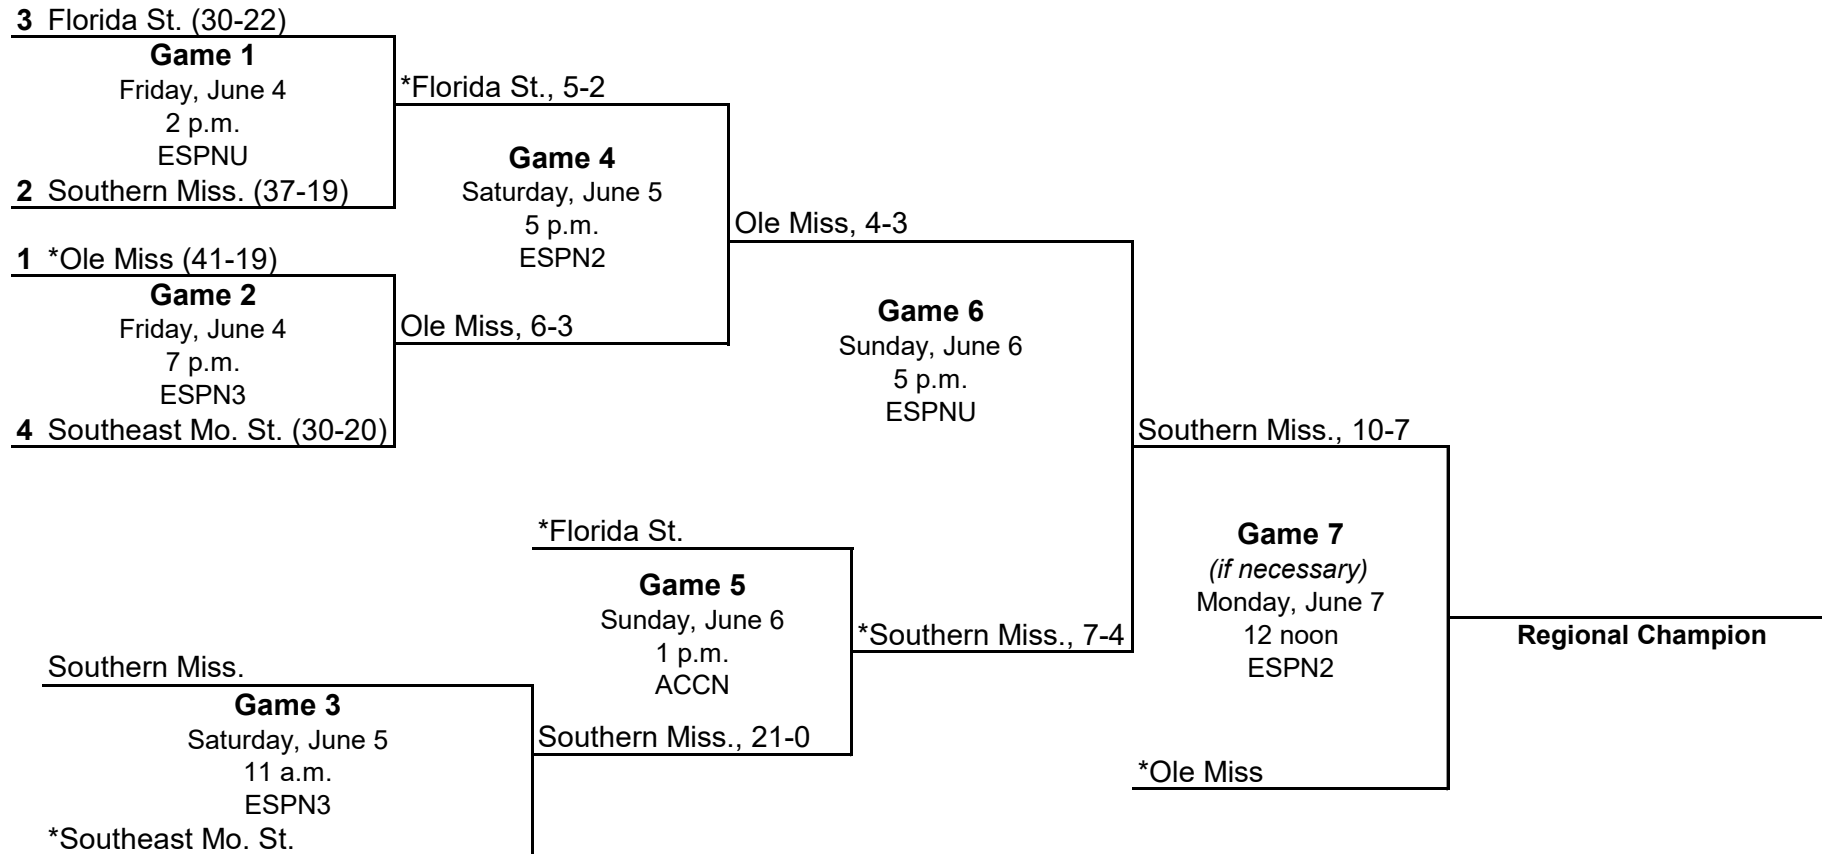 3 Florida St. (30-22)
Game 1
Friday, June 4
2 p.m.
ESPNU
2 Southern Miss. (37-19)
1 *Ole Miss (41-19)
Game 2
Friday, June 4
7 p.m.
ESPN3
4 Southeast Mo. St. (30-20)
*Florida St., 5-2
Game 4
Saturday, June 5
5 p.m.
ESPN2
Ole Miss, 6-3
Ole Miss, 4-3
Game 6
Sunday, June 6
5 p.m.
ESPNU
*Southern Miss., 7-4
*Florida St.
Game 5
Sunday, June 6
1 p.m.
ACCN
Southern Miss., 21-0
Southern Miss.
Game 3
Saturday, June 5
11 a.m.
ESPN3
*Southeast Mo. St.
Southern Miss., 10-7
Game 7
(if necessary)
Monday, June 7
12 noon
ESPN2
*Ole Miss
Regional Champion